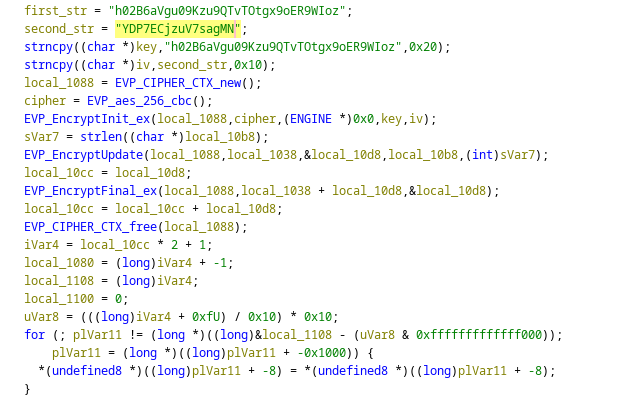 first_str = "h02B6aVgu09Kzu9QTvTOtgx9oER9WIoz";
second_str = "YDP7ECjzuV7sagMN";
strncpy((char *)key,"h02B6aVgu09Kzu9QTvTOtgx9oER9WIoz",0x20);
strncpy((char *)iv,second_str,0x10);
local_1088 = EVP_CIPHER_CTX_new();
cipher = EVP_aes_256_cbc();
EVP_EncryptInit_ex(local_1088,cipher,(ENGINE *)0x0,key,iv);
sVar7 = strlen((char *)local_10b8);
EVP_EncryptUpdate(local_1088,local_1038,&local_10d8,local_10b8,(int)sVar7);
local_10cc = local_10d8;
EVP_EncryptFinal_ex(local_1088,local_1038 + local_10d8,&local_10d8);
local_10cc = local_10cc + local_10d8;
EVP_CIPHER_CTX_free(local_1088);
iVar4 = local_10cc * 2 + 1;
local_1080 = (long)iVar4 + -1;
local_1108 = (long)iVar4;
local_1100 = 0;
uVar8 = (((long)iVar4 + 0xfU) / 0x10) * 0x10;
for (; plVar11 != (long *)((long)&local_1108 - (uVar8 & 0xfffffffffffff000));
plVar11 = (long *)((long)plVar11 + -0x1000)) {
*(undefined8 *)((long)plVar11 + -8) = *(undefined8 *)((long)plVar11 + -8);
}